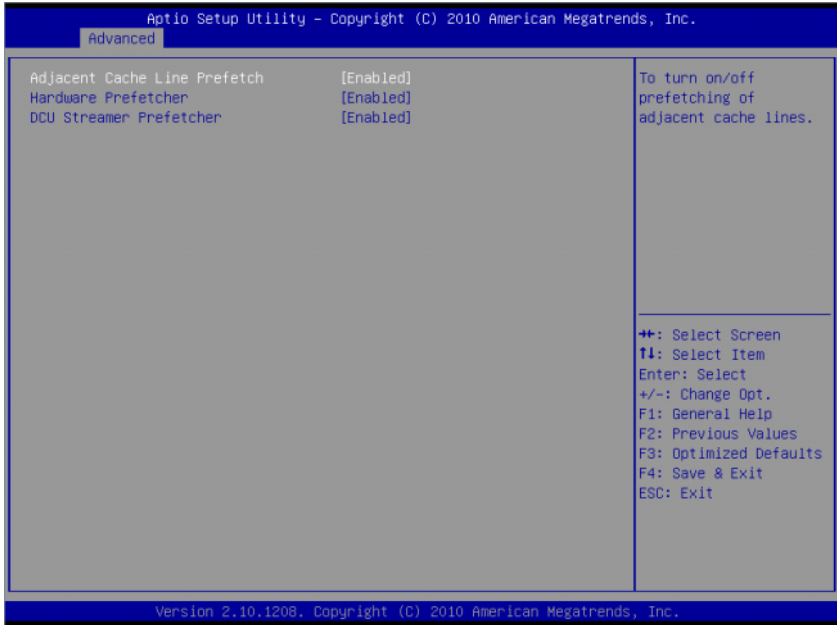 Aptio Setup Utility – Copyright (C) 2010 American Megatrends, Inc.
Advanced
Adjacent Cache Line Prefetch [Enabled]
Hardware Prefetcher [Enabled]
DCU Streamer Prefetcher [Enabled]
To turn on/off
prefetching of
adjacent cache lines.
→←: Select Screen
↑↓: Select Item
Enter: Select
+/-: Change Opt.
F1: General Help
F2: Previous Values
F3: Optimized Defaults
F4: Save & Exit
ESC: Exit
Version 2.10.1208. Copyright (C) 2010 American Megatrends, Inc.